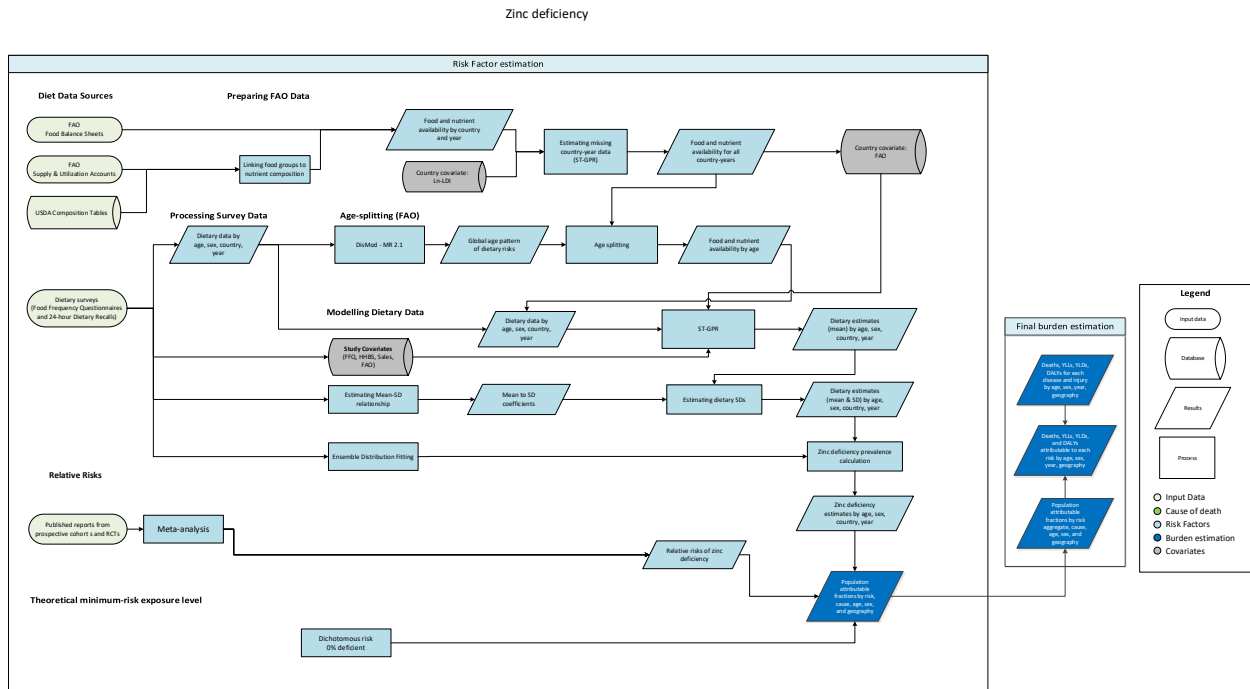 Zinc deficiency
Risk Factor estimation
Diet Data Sources
Preparing FAO Data
FAO
Food Balance Sheets
Food and nutrient
availability by country
and year
Estimating missing
country-year data
(ST-GPR)
Food and nutrient
availability for all
country-years
Country covariate:
FAO
FAO
Supply & Utilization Accounts
Linking food groups to
nutrient composition
Country covariate:
Ln-LDI
USDA Composition Tables
Processing Survey Data
Age-splitting (FAO)
Dietary data by
age, sex, country,
year
DisMod - MR 2.1
Global age pattern
of dietary risks
Age splitting
Food and nutrient
availability by age
Dietary surveys
(Food Frequency Questionnaires
and 24-hour Dietary Recalls)
Modelling Dietary Data
Dietary data by
age, sex, country,
year
ST-GPR
Dietary estimates
(mean) by age, sex,
country, year
Study Covariates
(FFQ, HHBS, Sales,
FAO)
Estimating Mean-SD
relationship
Mean to SD
coefficients
Estimating dietary SDs
Dietary estimates
(mean & SD) by age,
sex, country, year
Ensemble Distribution Fitting
Zinc deficiency prevalence
calculation
Relative Risks
Zinc deficiency
estimates by age, sex,
country, year
Published reports from
prospective cohort s and RCTs
Meta-analysis
Relative risks of zinc
deficiency
Population
attributable
fractions by risk,
cause, age, sex,
and geography
Theoretical minimum-risk exposure level
Dichotomous risk
0% deficient
Final burden estimation
Deaths, YLLs, YLDs,
DALYs for each
disease and injury
by age, sex, year,
geography
Deaths, YLLs, YLDs,
and DALYs
attributable to each
risk by age, sex,
year, geography
Population
attributable
fractions by risk
aggregate, cause,
age, sex, and
geography
Legend
Input data
Database
Results
Process
Input Data
Cause of death
Risk Factors
Burden estimation
Covariates